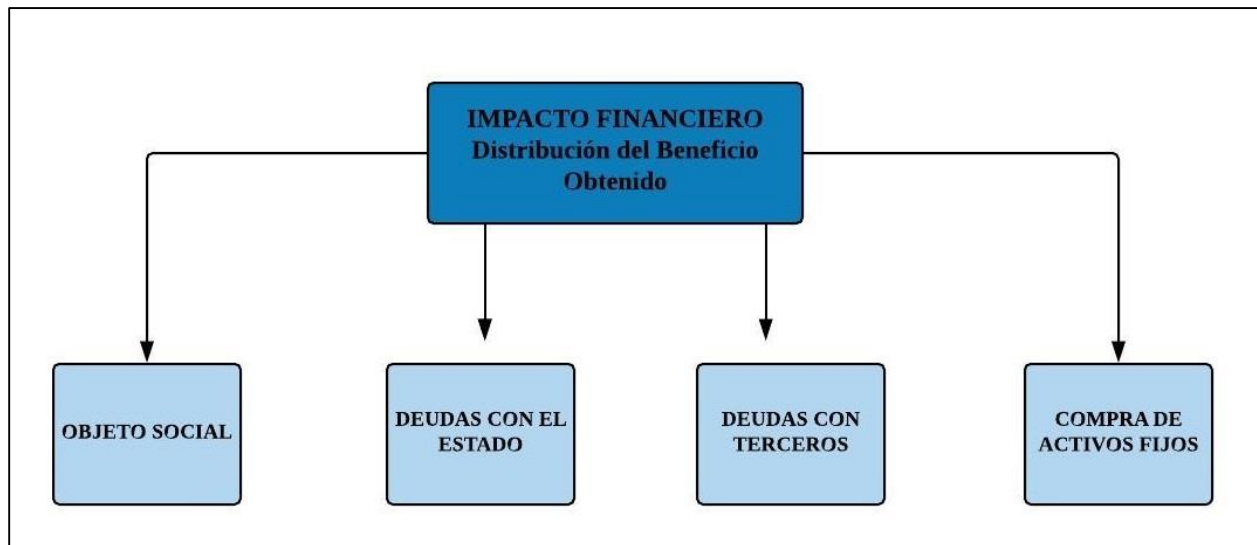 IMPACTO FINANCIERO
Distribución del Beneficio
Obtenido
OBJETO SOCIAL
DEUDAS CON EL
ESTADO
DEUDAS CON
TERCEROS
COMPRA DE
ACTIVOS FIJOS